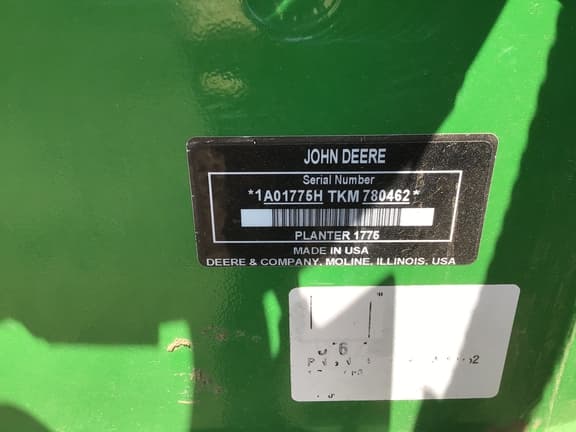 JOHN DEERE
Serial Number
*1A01775H TKM 780462*
PLANTER 1775
MADE IN USA
DEERE & COMPANY, MOLINE, ILLINOIS, USA